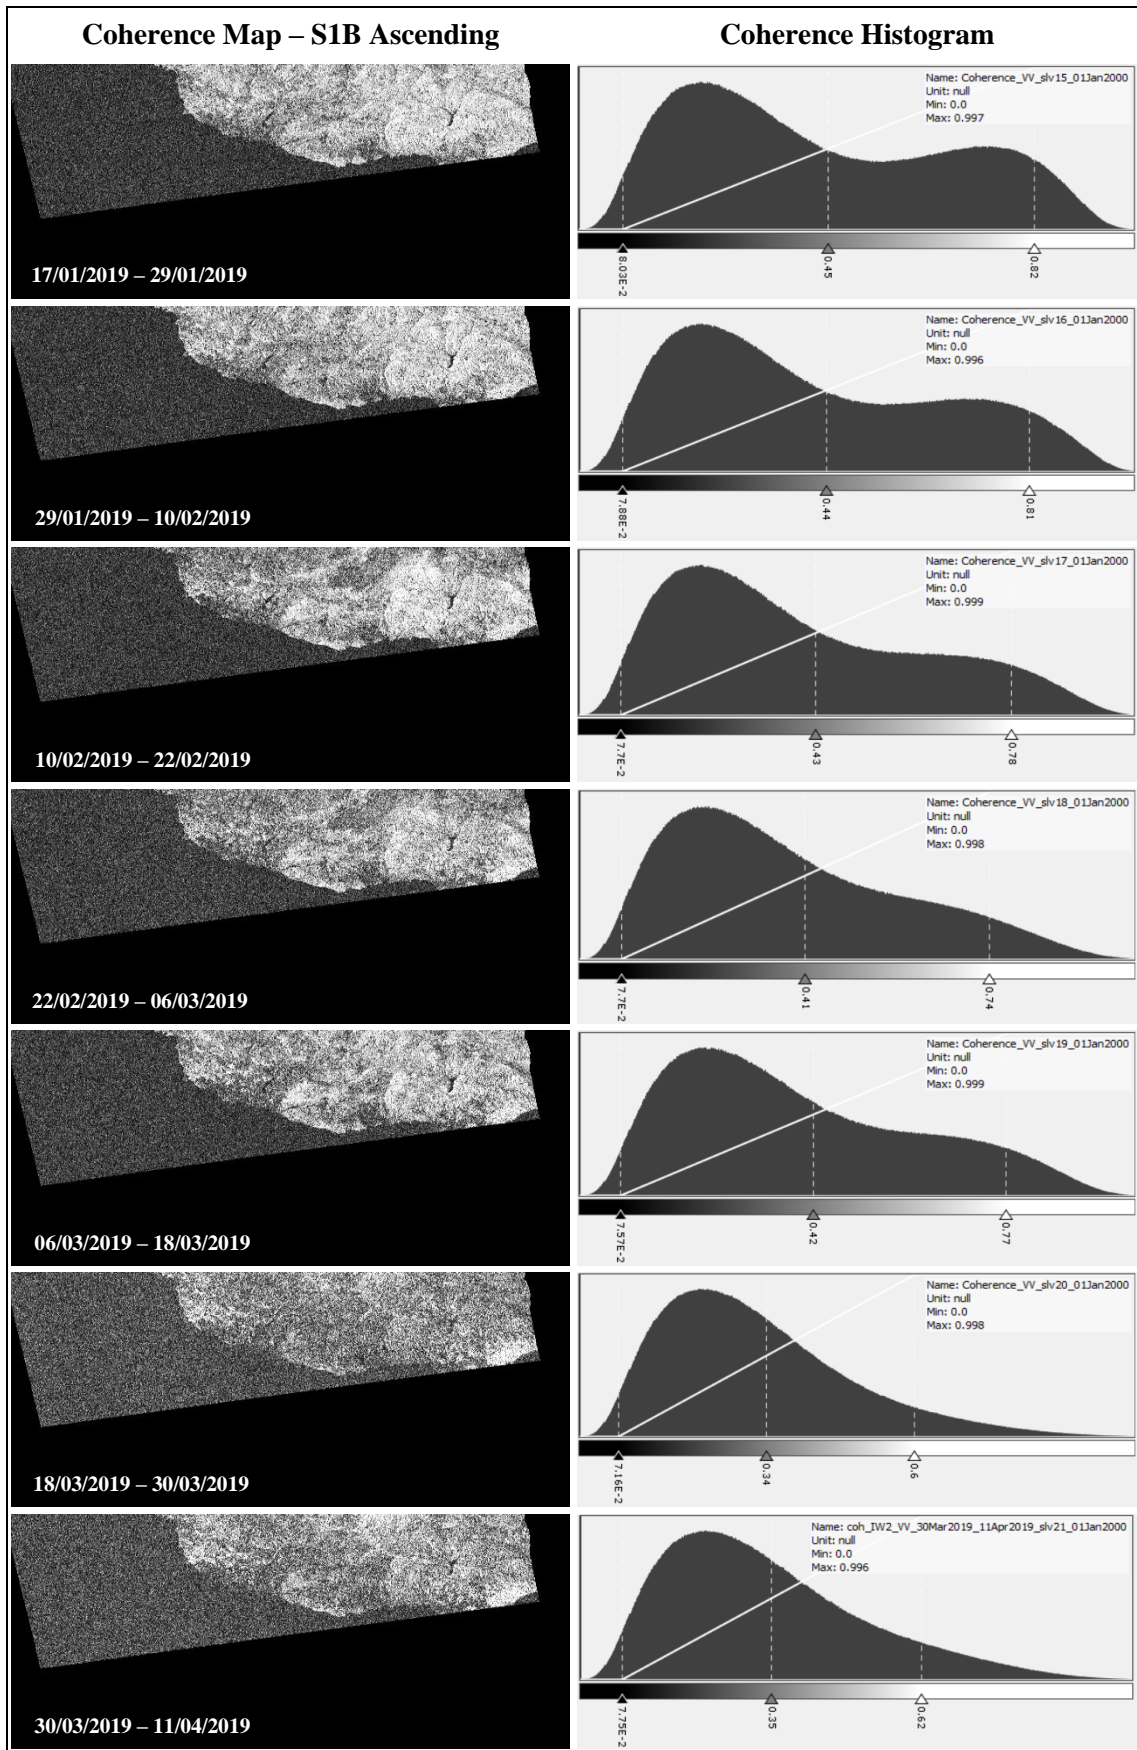 Coherence Map – S1B Ascending
Coherence Histogram
17/01/2019 – 29/01/2019
Name: Coherence_VV_slv15_01Jan2000
Unit: null
Min: 0.0
Max: 0.997
8.03E-2
0.45
0.82
29/01/2019 – 10/02/2019
Name: Coherence_VV_slv16_01Jan2000
Unit: null
Min: 0.0
Max: 0.996
7.88E-2
0.44
0.81
10/02/2019 – 22/02/2019
Name: Coherence_VV_slv17_01Jan2000
Unit: null
Min: 0.0
Max: 0.999
7.7E-2
0.43
0.78
22/02/2019 – 06/03/2019
Name: Coherence_VV_slv18_01Jan2000
Unit: null
Min: 0.0
Max: 0.998
7.7E-2
0.41
0.74
06/03/2019 – 18/03/2019
Name: Coherence_VV_slv19_01Jan2000
Unit: null
Min: 0.0
Max: 0.999
7.57E-2
0.42
0.77
18/03/2019 – 30/03/2019
Name: Coherence_VV_slv20_01Jan2000
Unit: null
Min: 0.0
Max: 0.998
7.16E-2
0.34
0.6
30/03/2019 – 11/04/2019
Name: coh_IW2_VV_30Mar2019_11Apr2019_slv21_01Jan2000
Unit: null
Min: 0.0
Max: 0.996
7.75E-2
0.35
0.62